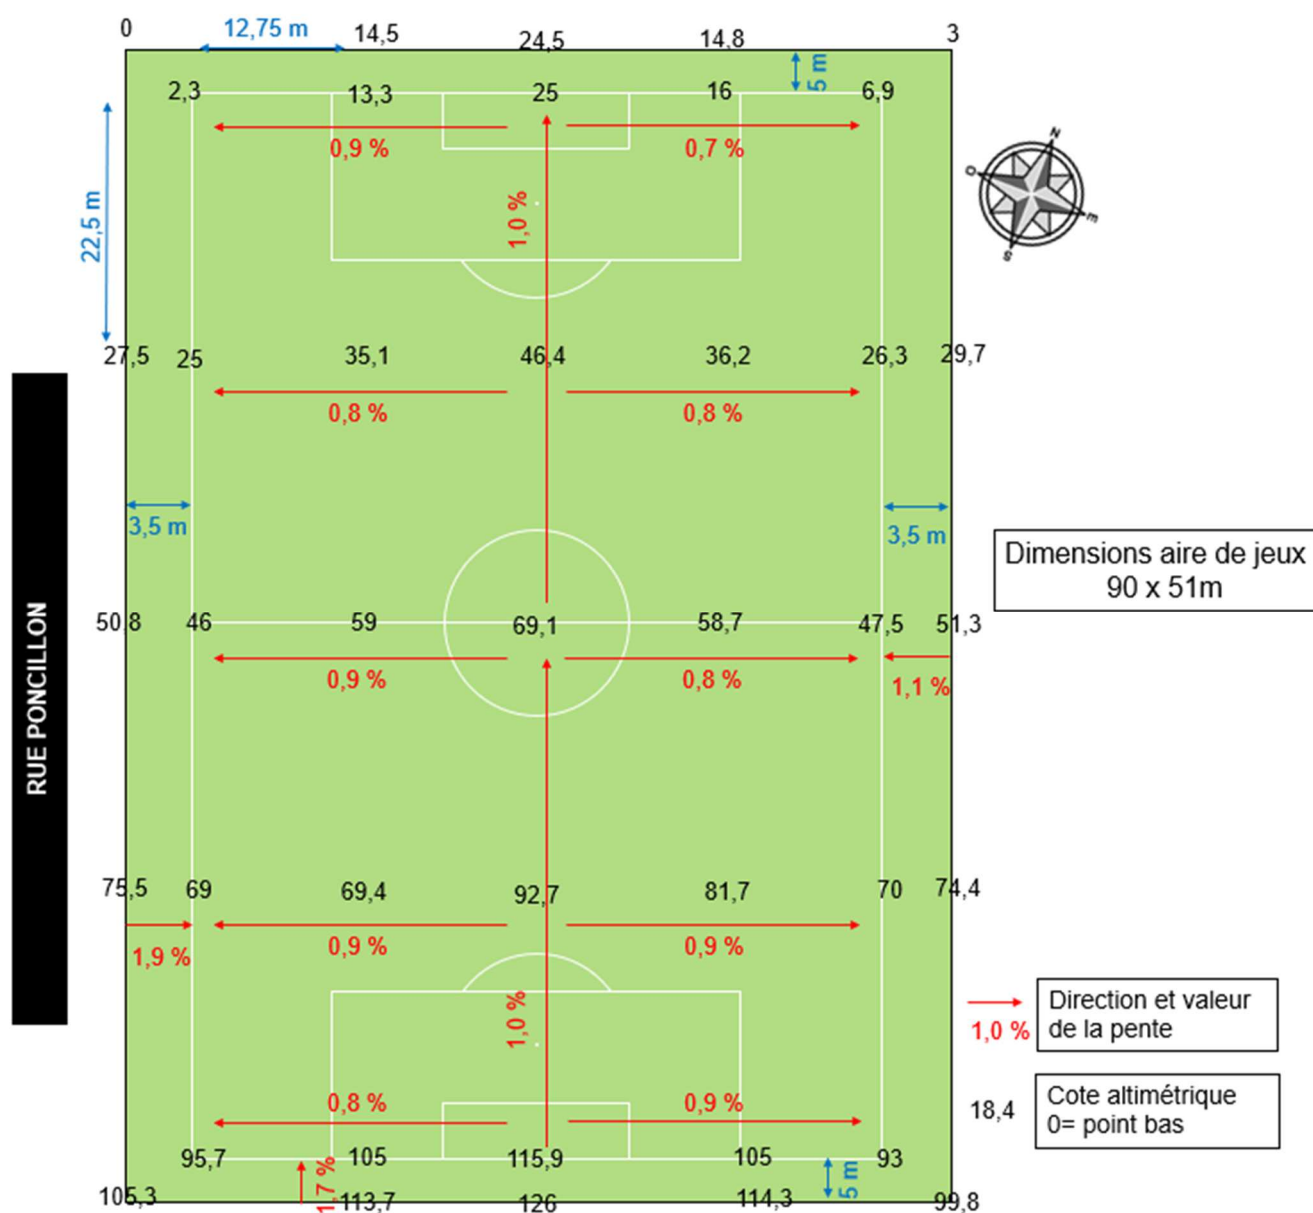 0 12,75 m 14,5 24,5 14,8 3
5 m
2,3 13,3 25 16 6,9
0,9 % 0,7 %
N
O
E
S
22,5 m
1,0 %
27,5 25 35,1 46,4 36,2 26,3 29,7
0,8 % 0,8 %
3,5 m 3,5 m
Dimensions aire de jeux
90 x 51m
RUE PONCILLON
50,8 46 59 69,1 58,7 47,5 51,3
0,9 % 0,8 % 1,1 %
75,5 69 69,4 92,7 81,7 70 74,4
1,9 % 0,9 % 0,9 %
1,0 %
Direction et valeur
de la pente
1,0 %
0,8 % 0,9 %
18,4
Cote altimétrique
0= point bas
95,7 105 115,9 105 93
1,7 %
5 m
105,3 113,7 126 114,3 99,8